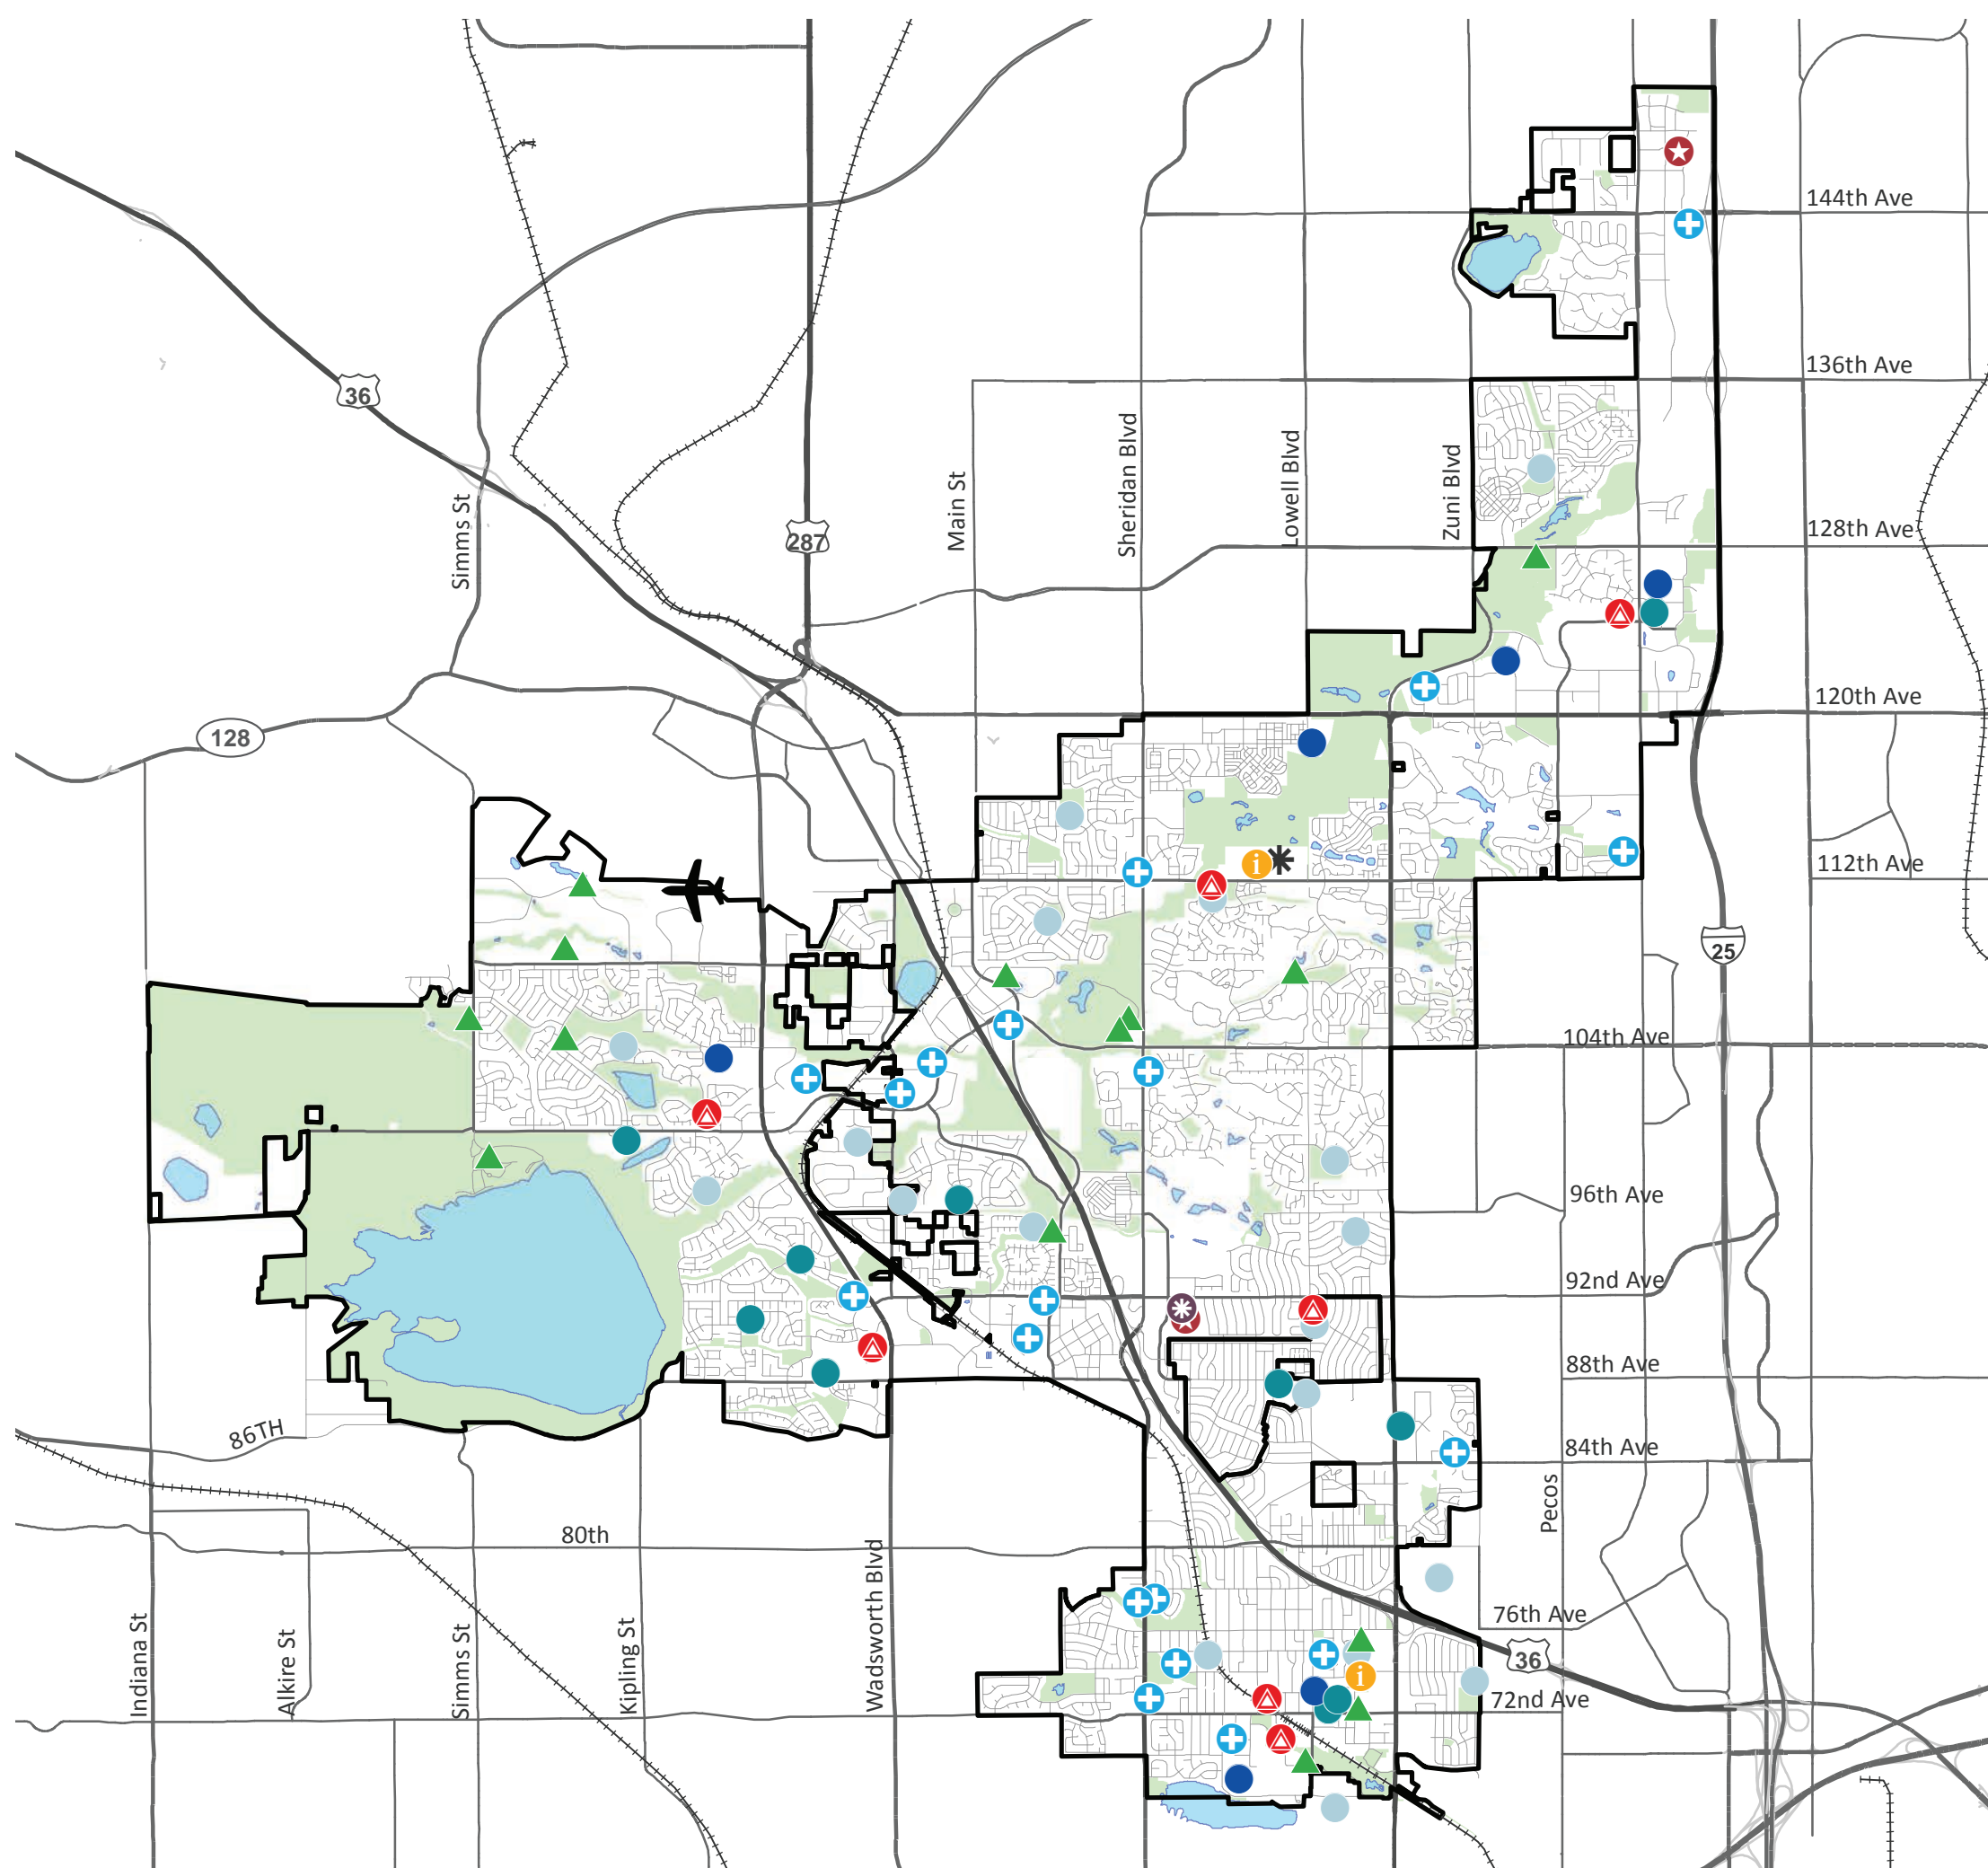 144th Ave
136th Ave
36
Sheridan Blvd
Lowell Blvd
Zuni Blvd
Main St
Simms St
287
128th Ave
120th Ave
128
i
112th Ave
25
104th Ave
96th Ave
92nd Ave
88th Ave
86TH
84th Ave
Pecos
80th
Wadsworth Blvd
76th Ave
Indiana St
Alkire St
Simms St
Kipling St
36
i
72nd Ave